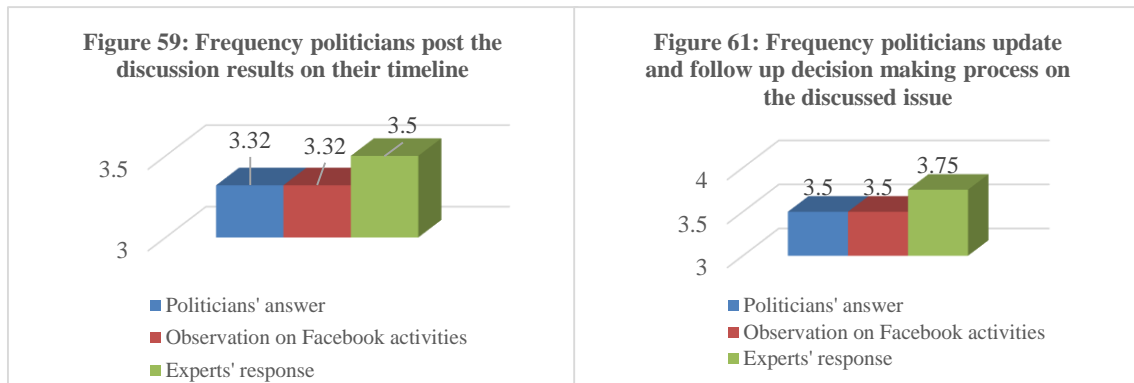 Figure 59: Frequency politicians post the
discussion results on their timeline
3.32
3.32
3.5
3.5
3
Politicians' answer
Observation on Facebook activities
Experts' response
Figure 61: Frequency politicians update
and follow up decision making process on
the discussed issue
3.5
3.5
3.75
4
3.5
3
Politicians' answer
Observation on Facebook activities
Experts' response